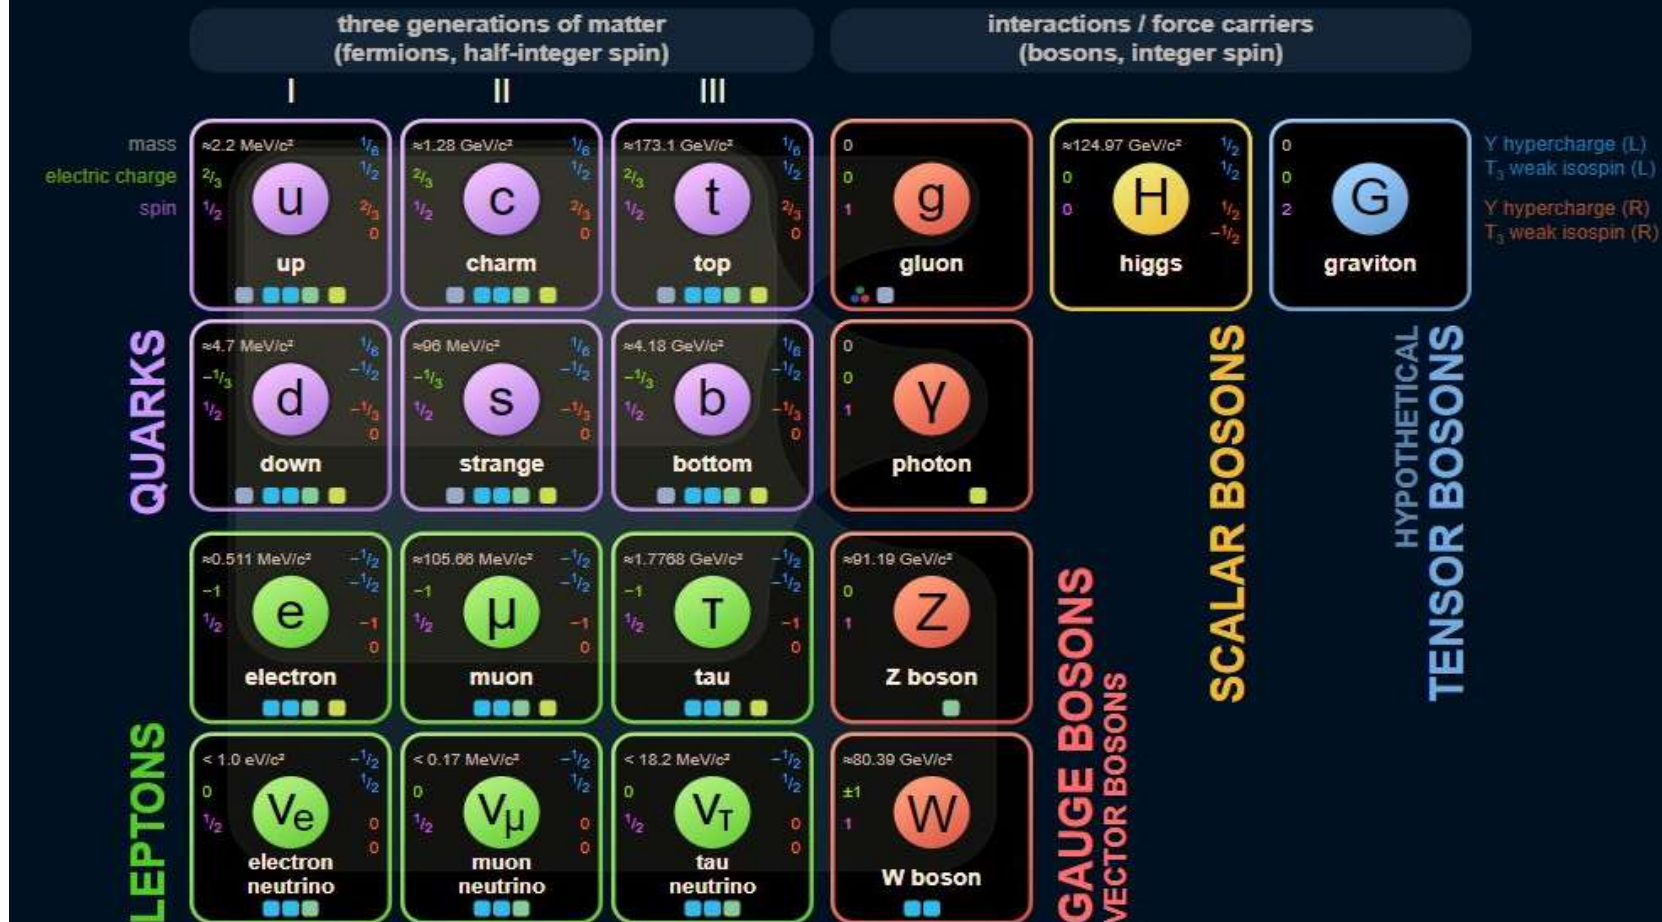 three generations of matter
(fermions, half-integer spin)
interactions / force carriers
(bosons, integer spin)
I
II
III
mass
electric charge
spin
≈2.2 MeV/c²
2/3
1/2
1/6
1/2
2/3
0
u
up
≈1.28 GeV/c²
2/3
1/2
1/6
1/2
2/3
0
c
charm
≈173.1 GeV/c²
2/3
1/2
1/6
1/2
2/3
0
t
top
0
0
1
g
gluon
≈124.97 GeV/c²
0
0
1/2
1/2
1/2
−1/2
H
higgs
0
0
2
G
graviton
Y hypercharge (L)
T₃ weak isospin (L)
Y hypercharge (R)
T₃ weak isospin (R)
QUARKS
≈4.7 MeV/c²
−1/3
1/2
1/6
−1/2
−1/3
0
d
down
≈96 MeV/c²
−1/3
1/2
1/6
−1/2
−1/3
0
s
strange
≈4.18 GeV/c²
−1/3
1/2
1/6
−1/2
−1/3
0
b
bottom
0
0
1
γ
photon
SCALAR BOSONS
HYPOTHETICAL
TENSOR BOSONS
LEPTONS
≈0.511 MeV/c²
−1
1/2
−1/2
−1/2
−1
0
e
electron
≈105.66 MeV/c²
−1
1/2
−1/2
−1/2
−1
0
μ
muon
≈1.7768 GeV/c²
−1
1/2
−1/2
−1/2
−1
0
τ
tau
≈91.19 GeV/c²
0
1
Z
Z boson
GAUGE BOSONS
VECTOR BOSONS
< 1.0 eV/c²
0
1/2
−1/2
1/2
0
0
νe
electron
neutrino
< 0.17 MeV/c²
0
1/2
−1/2
1/2
0
0
νμ
muon
neutrino
< 18.2 MeV/c²
0
1/2
−1/2
1/2
0
0
ντ
tau
neutrino
≈80.39 GeV/c²
±1
1
W
W boson